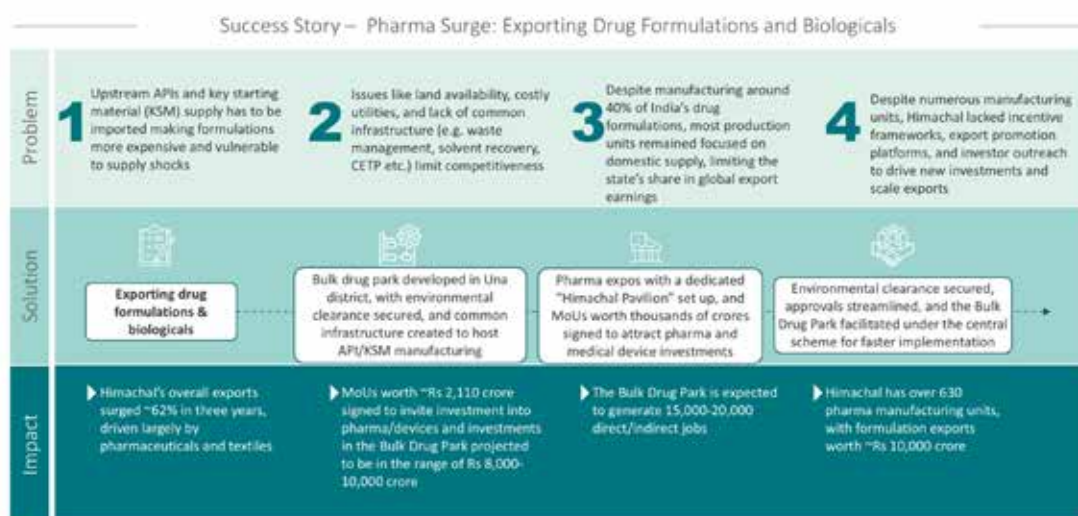 Success Story – Pharma Surge: Exporting Drug Formulations and Biologicals
Problem
1
Upstream APIs and key starting
material (KSM) supply has to be
imported making formulations
more expensive and vulnerable
to supply shocks
2
Issues like land availability, costly
utilities, and lack of common
infrastructure (e.g. waste
management, solvent recovery,
CETP etc.) limit competitiveness
3
Despite manufacturing around
40% of India's drug
formulations, most production
units remained focused on
domestic supply, limiting the
state's share in global export
earnings
4
Despite numerous manufacturing
units, Himachal lacked incentive
frameworks, export promotion
platforms, and investor outreach
to drive new investments and
scale exports
Solution
Exporting drug
formulations &
biologicals
Bulk drug park developed in Una
district, with environmental
clearance secured, and common
infrastructure created to host
API/KSM manufacturing
Pharma expos with a dedicated
"Himachal Pavilion" set up, and
MoUs worth thousands of crores
signed to attract pharma and
medical device investments
Environmental clearance secured,
approvals streamlined, and the Bulk
Drug Park facilitated under the central
scheme for faster implementation
Impact
Himachal's overall exports
surged ~62% in three years,
driven largely by
pharmaceuticals and textiles
MoUs worth ~Rs 2,110 crore
signed to invite investment into
pharma/devices and investments
in the Bulk Drug Park projected
to be in the range of Rs 8,000-
10,000 crore
The Bulk Drug Park is expected
to generate 15,000-20,000
direct/indirect jobs
Himachal has over 630
pharma manufacturing units,
with formulation exports
worth ~Rs 10,000 crore